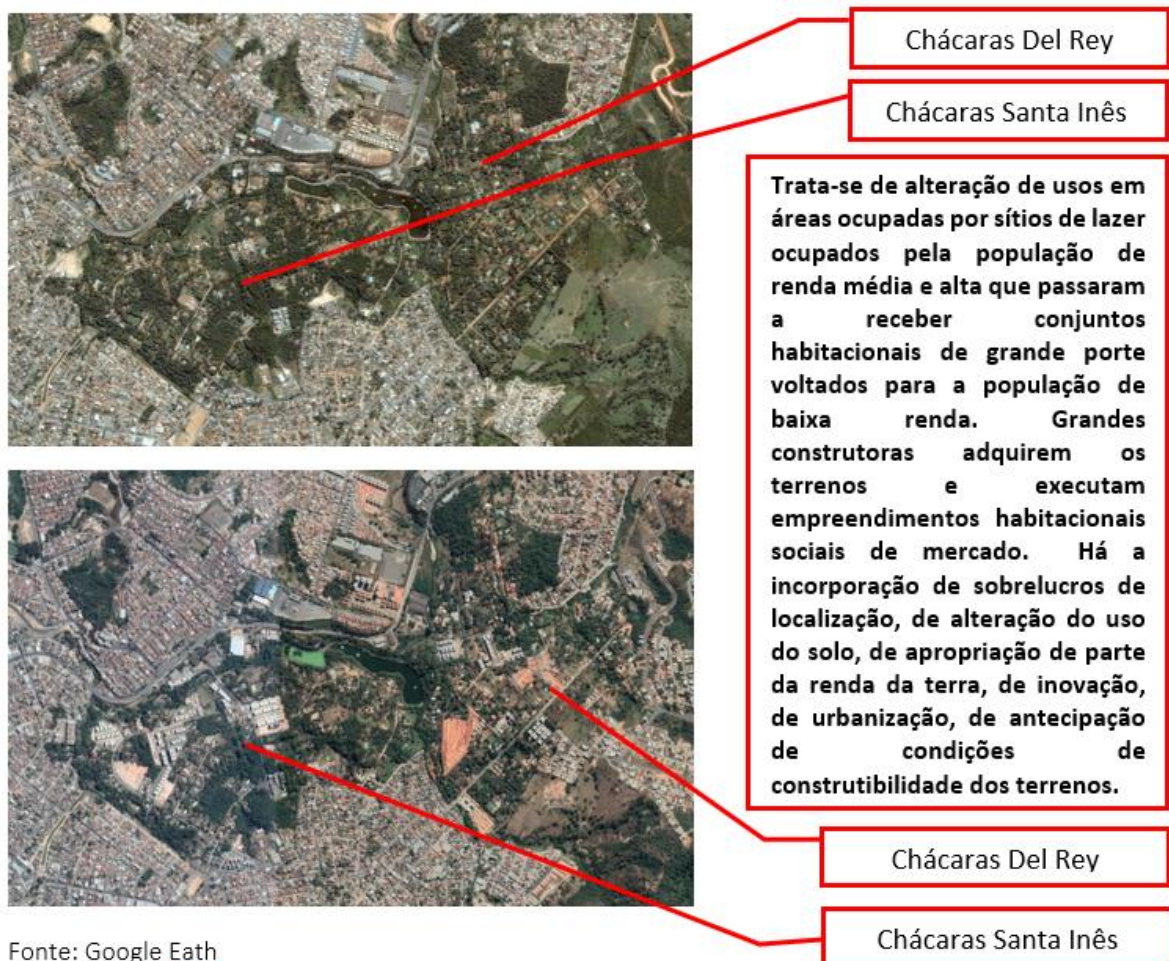 Chácaras Del Rey
Chácaras Santa Inês
Trata-se de alteração de usos em
áreas ocupadas por sítios de lazer
ocupados pela população de
renda média e alta que passaram
a receber conjuntos
habitacionais de grande porte
voltados para a população de
baixa renda. Grandes
construtoras adquirem os
terrenos e executam
empreendimentos habitacionais
sociais de mercado. Há a
incorporação de sobrelucros de
localização, de alteração do uso
do solo, de apropriação de parte
da renda da terra, de inovação,
de urbanização, de antecipação
de condições de
construtibilidade dos terrenos.
Chácaras Del Rey
Chácaras Santa Inês
Fonte: Google Eath